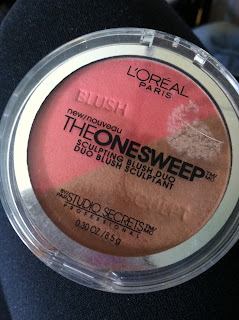 L'ORÉAL
PARIS
BLUSH
new/nouveau
THEONESWEEP
SCULPTING BLUSH DUO
DUO BLUSH SCULPTANT
STUDIO SECRETS
PROFESSIONAL
0.30 OZ/8.5 g